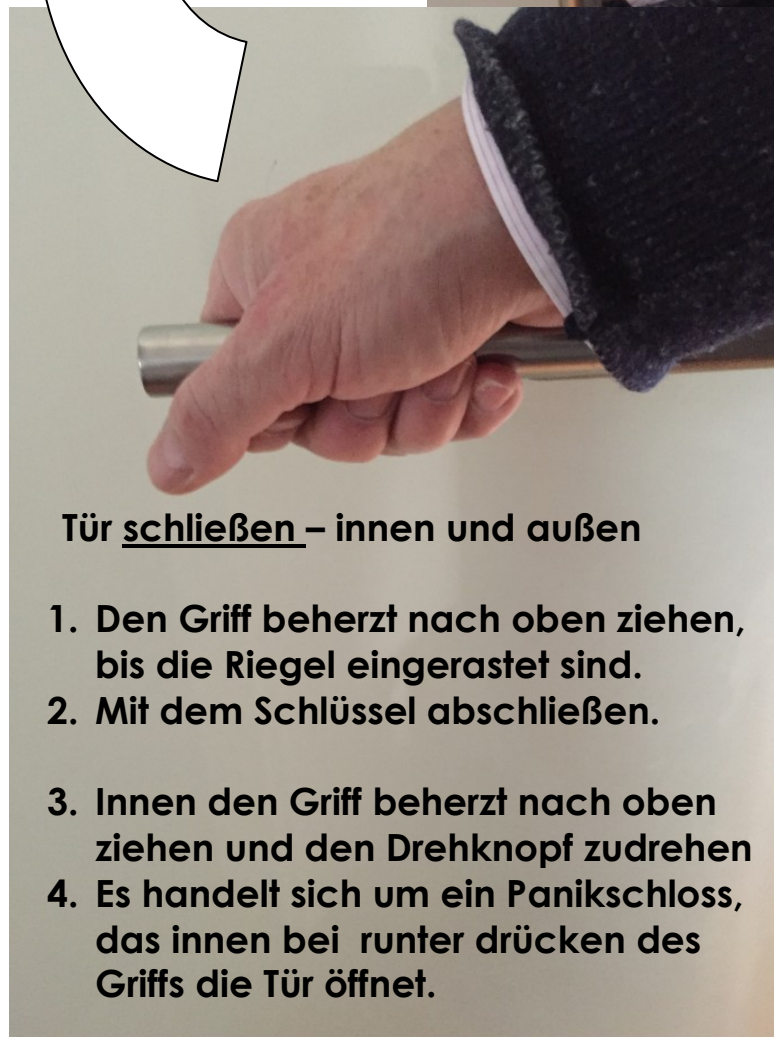 Tür schließen – innen und außen
1. Den Griff beherzt nach oben ziehen,
bis die Riegel eingerastet sind.
2. Mit dem Schlüssel abschließen.
3. Innen den Griff beherzt nach oben
ziehen und den Drehknopf zudrehen
4. Es handelt sich um ein Panikschloss,
das innen bei  runter drücken des
Griffs die Tür öffnet.